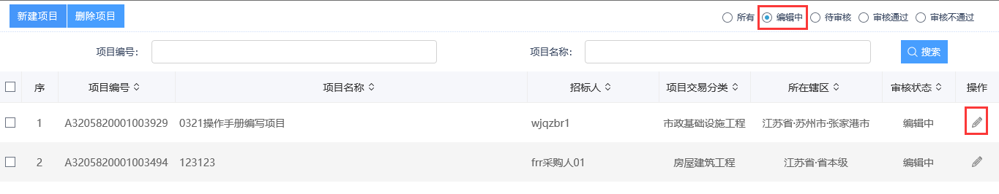 新建项目 删除项目 所有 编辑中 待审核 审核通过 审核不通过
项目编号: 项目名称: 搜索
序 项目编号 项目名称 招标人 项目交易分类 所在辖区 审核状态 操作
1 A3205820001003929 0321操作手册编写项目 wjqzbr1 市政基础设施工程 江苏省·苏州市·张家港市 编辑中
2 A3205820001003494 123123 frr采购人01 房屋建筑工程 江苏省·省本级 编辑中